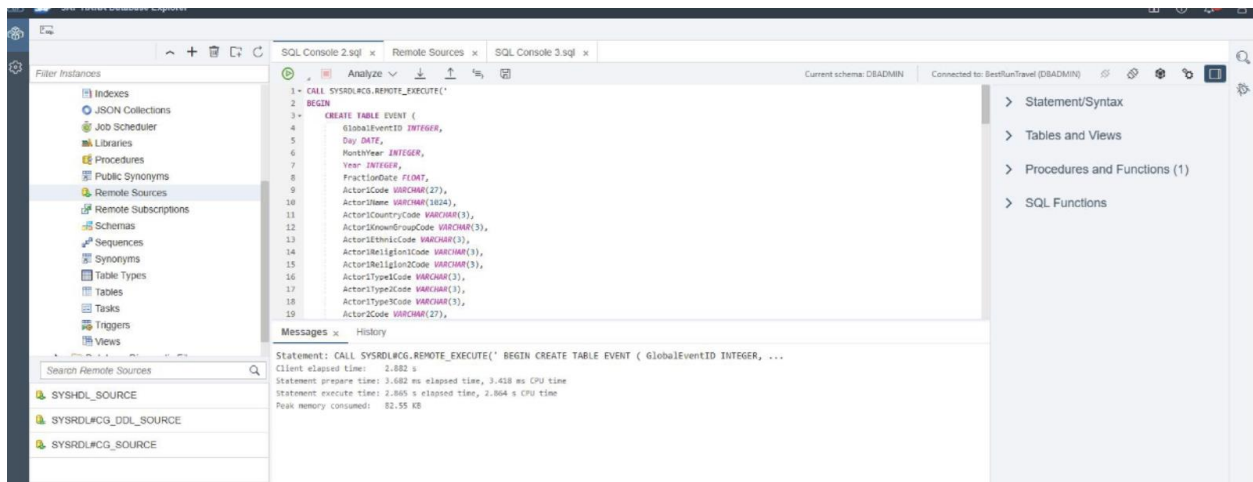 SAP HANA Database Explorer
SQL Console 2.sql ×
Remote Sources ×
SQL Console 3.sql ×
Filter Instances
Analyze
Current schema: DBADMIN
Connected to: BestRunTravel (DBADMIN)
Indexes
JSON Collections
Job Scheduler
Libraries
Procedures
Public Synonyms
Remote Sources
Remote Subscriptions
Schemas
Sequences
Synonyms
Table Types
Tables
Tasks
Triggers
Views
Search Remote Sources
SYSHDL_SOURCE
SYSRDL#CG_DDL_SOURCE
SYSRDL#CG_SOURCE
1 CALL SYSRDL#CG.REMOTE_EXECUTE('
2 BEGIN
3 CREATE TABLE EVENT (
4 GlobalEventID INTEGER,
5 Day DATE,
6 MonthYear INTEGER,
7 Year INTEGER,
8 FractionDate FLOAT,
9 Actor1Code VARCHAR(27),
10 Actor1Name VARCHAR(1024),
11 Actor1CountryCode VARCHAR(3),
12 Actor1KnownGroupCode VARCHAR(3),
13 Actor1EthnicCode VARCHAR(3),
14 Actor1Religion1Code VARCHAR(3),
15 Actor1Religion2Code VARCHAR(3),
16 Actor1Type1Code VARCHAR(3),
17 Actor1Type2Code VARCHAR(3),
18 Actor1Type3Code VARCHAR(3),
19 Actor2Code VARCHAR(27),
Messages ×
History
Statement: CALL SYSRDL#CG.REMOTE_EXECUTE(' BEGIN CREATE TABLE EVENT ( GlobalEventID INTEGER, ...
Client elapsed time: 2.882 s
Statement prepare time: 3.682 ms elapsed time, 3.418 ms CPU time
Statement execute time: 2.865 s elapsed time, 2.864 s CPU time
Peak memory consumed: 82.55 KB
Statement/Syntax
Tables and Views
Procedures and Functions (1)
SQL Functions